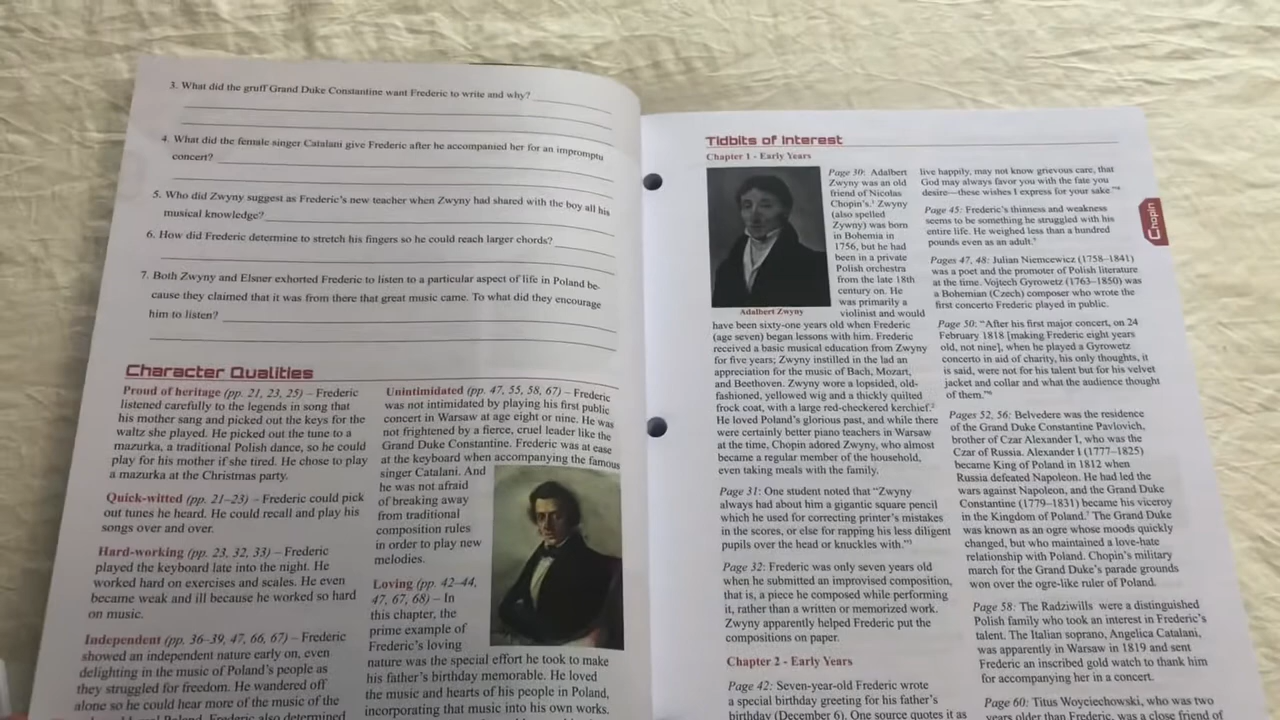 3. What did the gruff Grand Duke Constantine want Frederic to write and why?
4. What did the female singer Catalani give Frederic after he accompanied her for an impromptu
concert?
5. Who did Zwyny suggest as Frederic's new teacher when Zwyny had shared with the boy all his
musical knowledge?
6. How did Frederic determine to stretch his fingers so he could reach larger chords?
7. Both Zwyny and Elsner exhorted Frederic to listen to a particular aspect of life in Poland be-
cause they claimed that it was from there that great music came. To what did they encourage
him to listen?
Character Qualities
Proud of heritage (pp. 21, 23, 25) – Frederic
listened carefully to the legends in song that
his mother sang and picked out the keys for the
waltz she played. He picked out the tune to a
mazurka, a traditional Polish dance, so he could
play for his mother if she tired. He chose to play
a mazurka at the Christmas party.
Quick-witted (pp. 21–23) – Frederic could pick
out tunes he heard. He could recall and play his
songs over and over.
Hard-working (pp. 23, 32, 33) – Frederic
played the keyboard late into the night. He
worked hard on exercises and scales. He even
became weak and ill because he worked so hard
on music.
Independent (pp. 36–39, 47, 66, 67) – Frederic
showed an independent nature early on, even
delighting in the music of Poland's people as
they struggled for freedom. He wandered off
alone so he could hear more of the music of the
Frederic also determined
Unintimidated (pp. 47, 55, 58, 67) – Frederic
was not intimidated by playing his first public
concert in Warsaw at age eight or nine. He was
not frightened by a fierce, cruel leader like the
Grand Duke Constantine. Frederic was at ease
at the keyboard when accompanying the famous
singer Catalani. And
he was not afraid
of breaking away
from traditional
composition rules
in order to play new
melodies.
Loving (pp. 42–44,
47, 67, 68) – In
this chapter, the
prime example of
Frederic's loving
nature was the special effort he took to make
his father's birthday memorable. He loved
the music and hearts of his people in Poland,
incorporating that music into his own works.
Tidbits of Interest
Chapter 1 - Early Years
Adalbert Zwyny
Page 30: Adalbert
Zwyny was an old
friend of Nicolas
Chopin's.¹ Zwyny
(also spelled
Zywny) was born
in Bohemia in
1756, but he had
been in a private
Polish orchestra
from the late 18th
century on. He
was primarily a
violinist and would
have been sixty-one years old when Frederic
(age seven) began lessons with him. Frederic
received a basic musical education from Zwyny
for five years; Zwyny instilled in the lad an
appreciation for the music of Bach, Mozart,
and Beethoven. Zwyny wore a lopsided, old-
fashioned, yellowed wig and a thickly quilted
frock coat, with a large red-checkered kerchief.²
He loved Poland's glorious past, and while there
were certainly better piano teachers in Warsaw
at the time, Chopin adored Zwyny, who almost
became a regular member of the household,
even taking meals with the family.
Page 31: One student noted that "Zwyny
always had about him a gigantic square pencil
which he used for correcting printer's mistakes
in the scores, or else for rapping his less diligent
pupils over the head or knuckles with."³
Page 32: Frederic was only seven years old
when he submitted an improvised composition,
that is, a piece he composed while performing
it, rather than a written or memorized work.
Zwyny apparently helped Frederic put the
compositions on paper.
Chapter 2 - Early Years
Page 42: Seven-year-old Frederic wrote
a special birthday greeting for his father's
birthday (December 6). One source quotes it as
live happily, may not know grievous care, that
God may always favor you with the fate you
desire—these wishes I express for your sake."⁴
Page 45: Frederic's thinness and weakness
seems to be something he struggled with his
entire life. He weighed less than a hundred
pounds even as an adult.⁵
Pages 47, 48: Julian Niemcewicz (1758–1841)
was a poet and the promoter of Polish literature
at the time. Vojtech Gyrowetz (1763–1850) was
a Bohemian (Czech) composer who wrote the
first concerto Frederic played in public.
Page 50: "After his first major concert, on 24
February 1818 [making Frederic eight years
old, not nine], when he played a Gyrowetz
concerto in aid of charity, his only thoughts, it
is said, were not for his talent but for his velvet
jacket and collar and what the audience thought
of them."⁶
Pages 52, 56: Belvedere was the residence
of the Grand Duke Constantine Pavlovich,
brother of Czar Alexander I, who was the
Czar of Russia. Alexander I (1777–1825)
became King of Poland in 1812 when
Russia defeated Napoleon. He had led the
wars against Napoleon, and the Grand Duke
Constantine (1779–1831) became his viceroy
in the Kingdom of Poland.⁷ The Grand Duke
was known as an ogre whose moods quickly
changed, but who maintained a love-hate
relationship with Poland. Chopin's military
march for the Grand Duke's parade grounds
won over the ogre-like ruler of Poland.
Page 58: The Radziwills were a distinguished
Polish family who took an interest in Frederic's
talent. The Italian soprano, Angelica Catalani,
was apparently in Warsaw in 1819 and sent
Frederic an inscribed gold watch to thank him
for accompanying her in a concert.
Page 60: Titus Woyciechowski, who was two
years older than Frederic, was a close friend of
Chopin